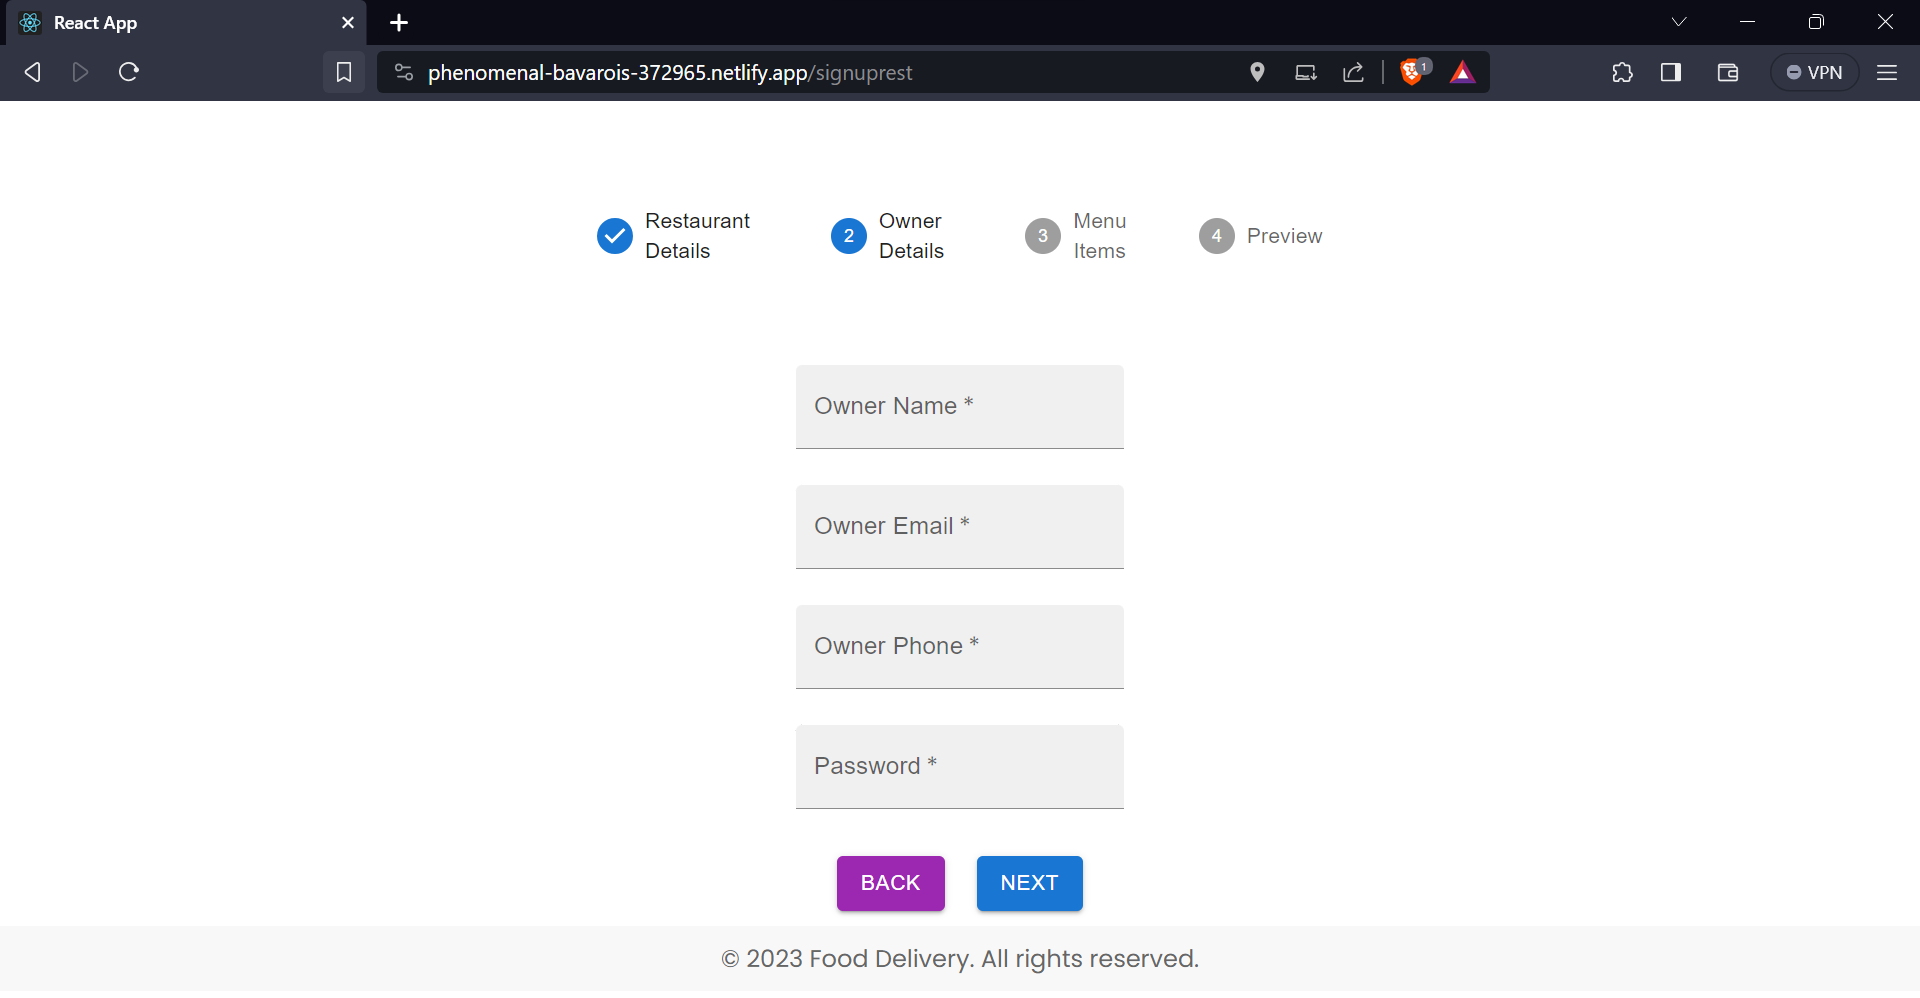 React App
phenomenal-bavarois-372965.netlify.app/signuprest
1
VPN
Restaurant
Details
2
Owner
Details
3
Menu
Items
4
Preview
Owner Name *
Owner Email *
Owner Phone *
Password *
BACK
NEXT
© 2023 Food Delivery. All rights reserved.